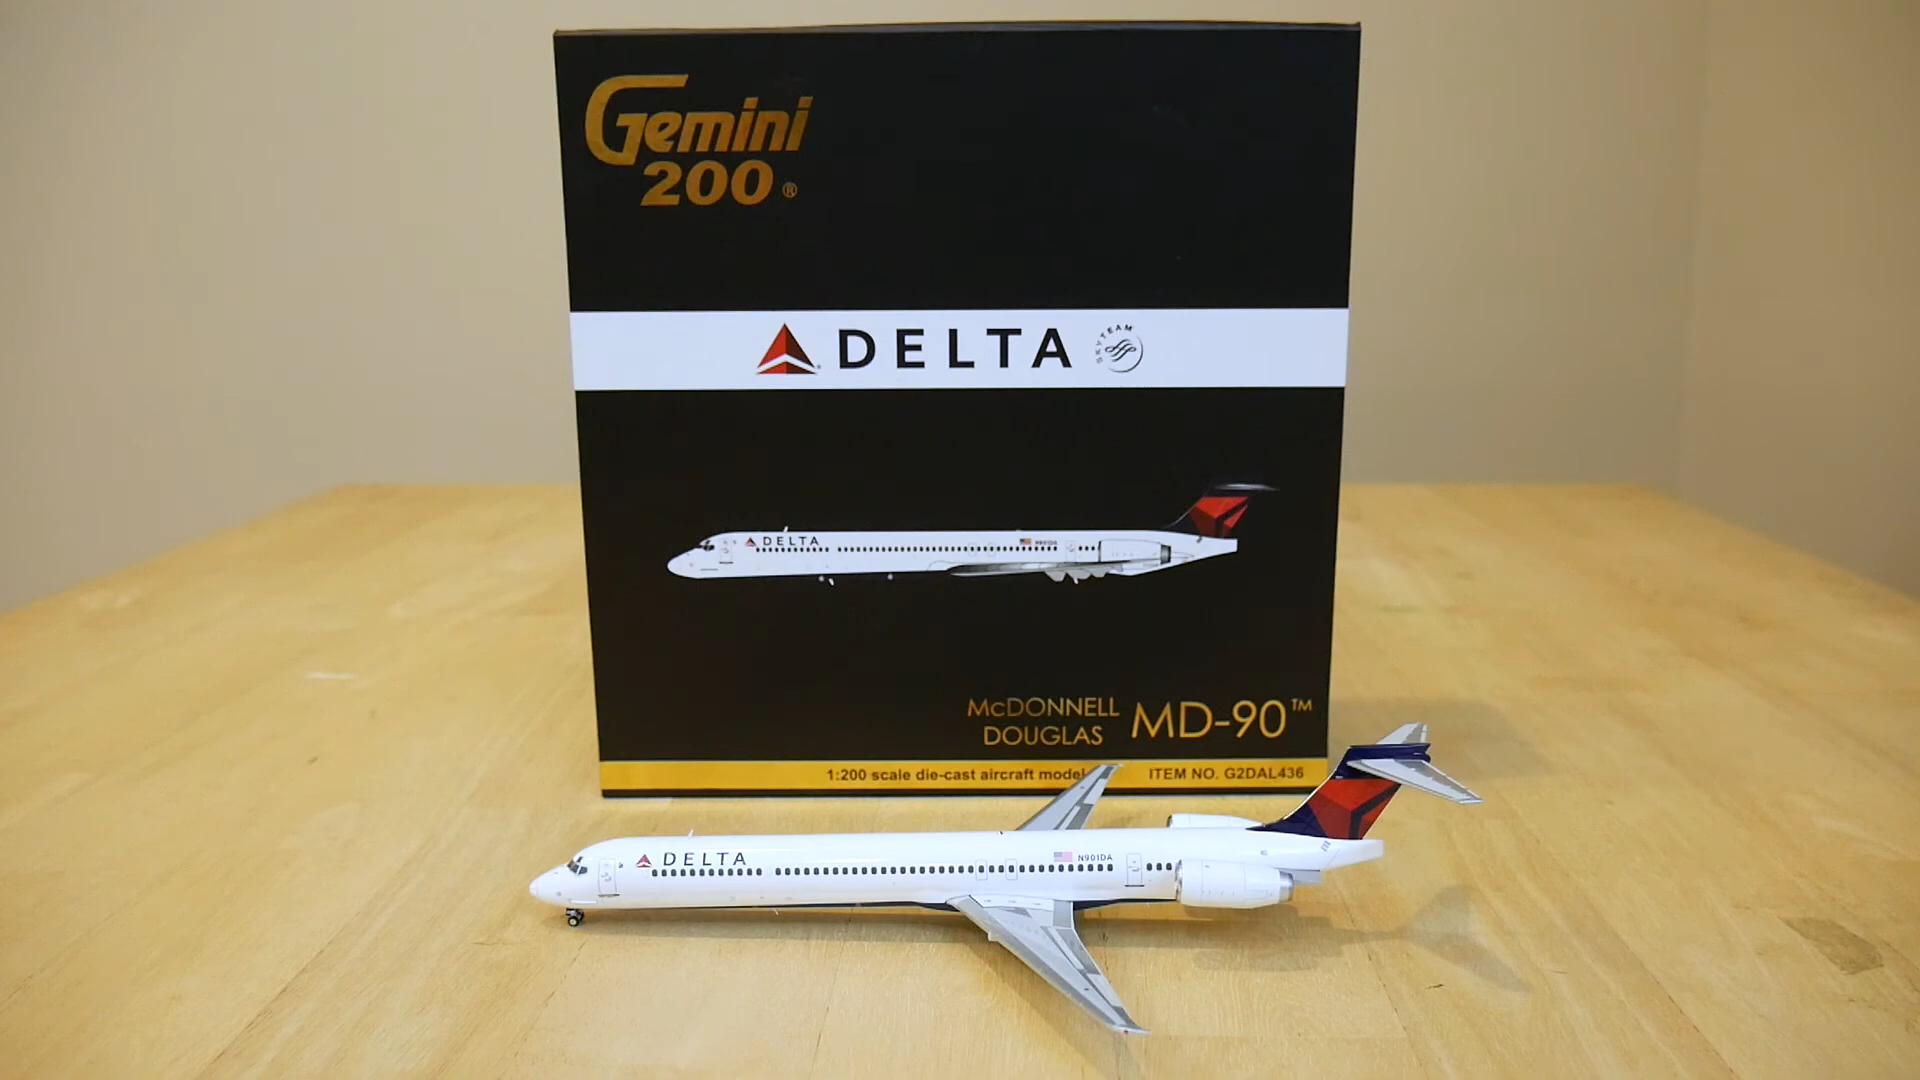 Gemini
200 ®
DELTA SKYTEAM
DELTA
N901DA
McDONNELL
DOUGLAS
MD-90™
1:200 scale die-cast aircraft model
ITEM NO. G2DAL436
DELTA
N901DA